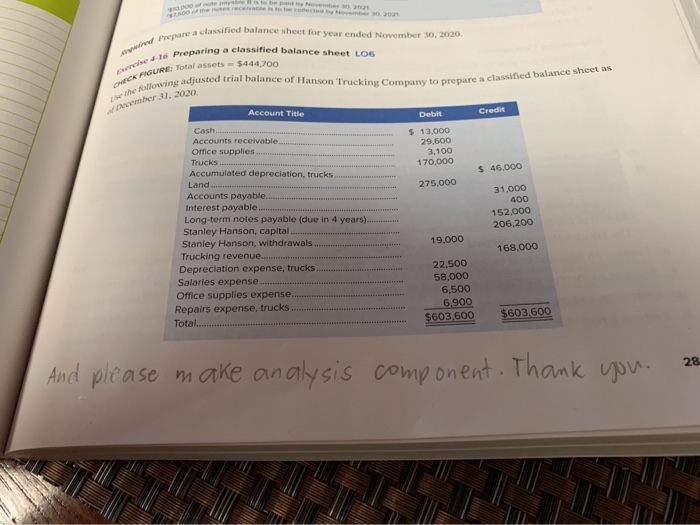 Required Prepare a classified balance sheet for year ended November 30, 2020.
Exercise 4-16 Preparing a classified balance sheet LO6
CHECK FIGURE: Total assets = $444,700
Use the following adjusted trial balance of Hanson Trucking Company to prepare a classified balance sheet as
of December 31, 2020.
Account Title Debit Credit
Cash $ 13,000
Accounts receivable 29,600
Office supplies 3,100
Trucks 170,000
Accumulated depreciation, trucks $ 46,000
Land 275,000
Accounts payable 31,000
Interest payable 400
Long-term notes payable (due in 4 years) 152,000
Stanley Hanson, capital 206,200
Stanley Hanson, withdrawals 19,000
Trucking revenue 168,000
Depreciation expense, trucks 22,500
Salaries expense 58,000
Office supplies expense 6,500
Repairs expense, trucks 6,900
Total $603,600 $603,600
And please make analysis component. Thank you.
28